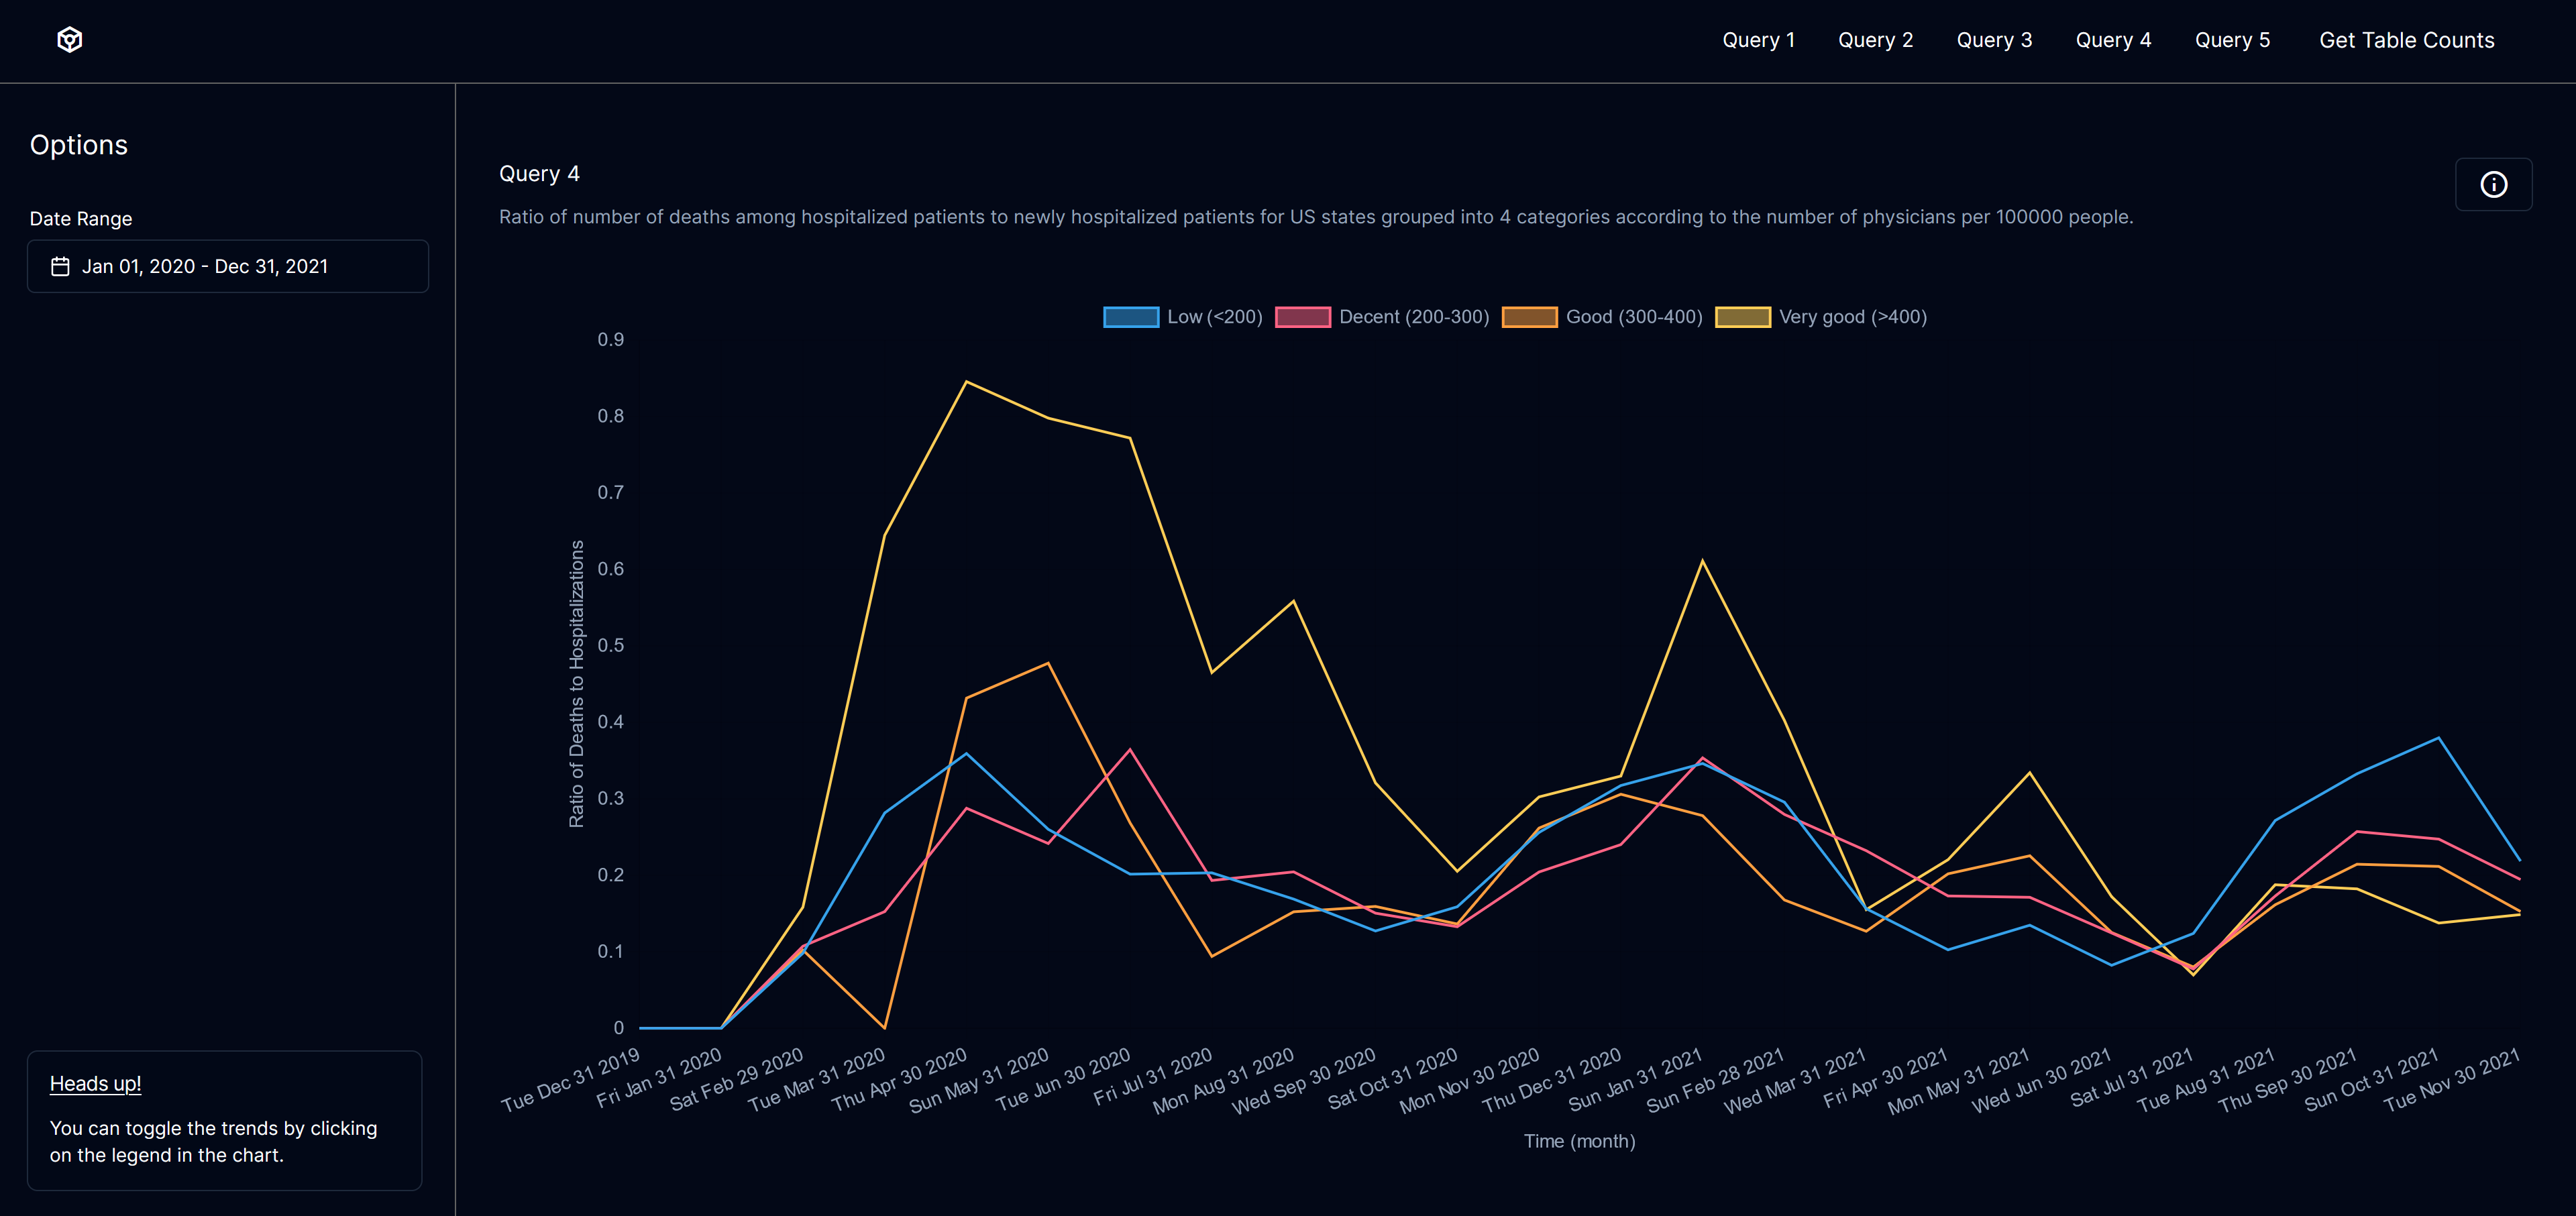 Query 1
Query 2
Query 3
Query 4
Query 5
Get Table Counts
Options
Date Range
Jan 01, 2020 - Dec 31, 2021
Heads up!
You can toggle the trends by clicking
on the legend in the chart.
Query 4
Ratio of number of deaths among hospitalized patients to newly hospitalized patients for US states grouped into 4 categories according to the number of physicians per 100000 people.
Low (<200)
Decent (200-300)
Good (300-400)
Very good (>400)
Ratio of Deaths to Hospitalizations
0.9
0.8
0.7
0.6
0.5
0.4
0.3
0.2
0.1
0
Tue Dec 31 2019
Fri Jan 31 2020
Sat Feb 29 2020
Tue Mar 31 2020
Thu Apr 30 2020
Sun May 31 2020
Tue Jun 30 2020
Fri Jul 31 2020
Mon Aug 31 2020
Wed Sep 30 2020
Sat Oct 31 2020
Mon Nov 30 2020
Thu Dec 31 2020
Sun Jan 31 2021
Sun Feb 28 2021
Wed Mar 31 2021
Fri Apr 30 2021
Mon May 31 2021
Wed Jun 30 2021
Sat Jul 31 2021
Tue Aug 31 2021
Thu Sep 30 2021
Sun Oct 31 2021
Tue Nov 30 2021
Time (month)